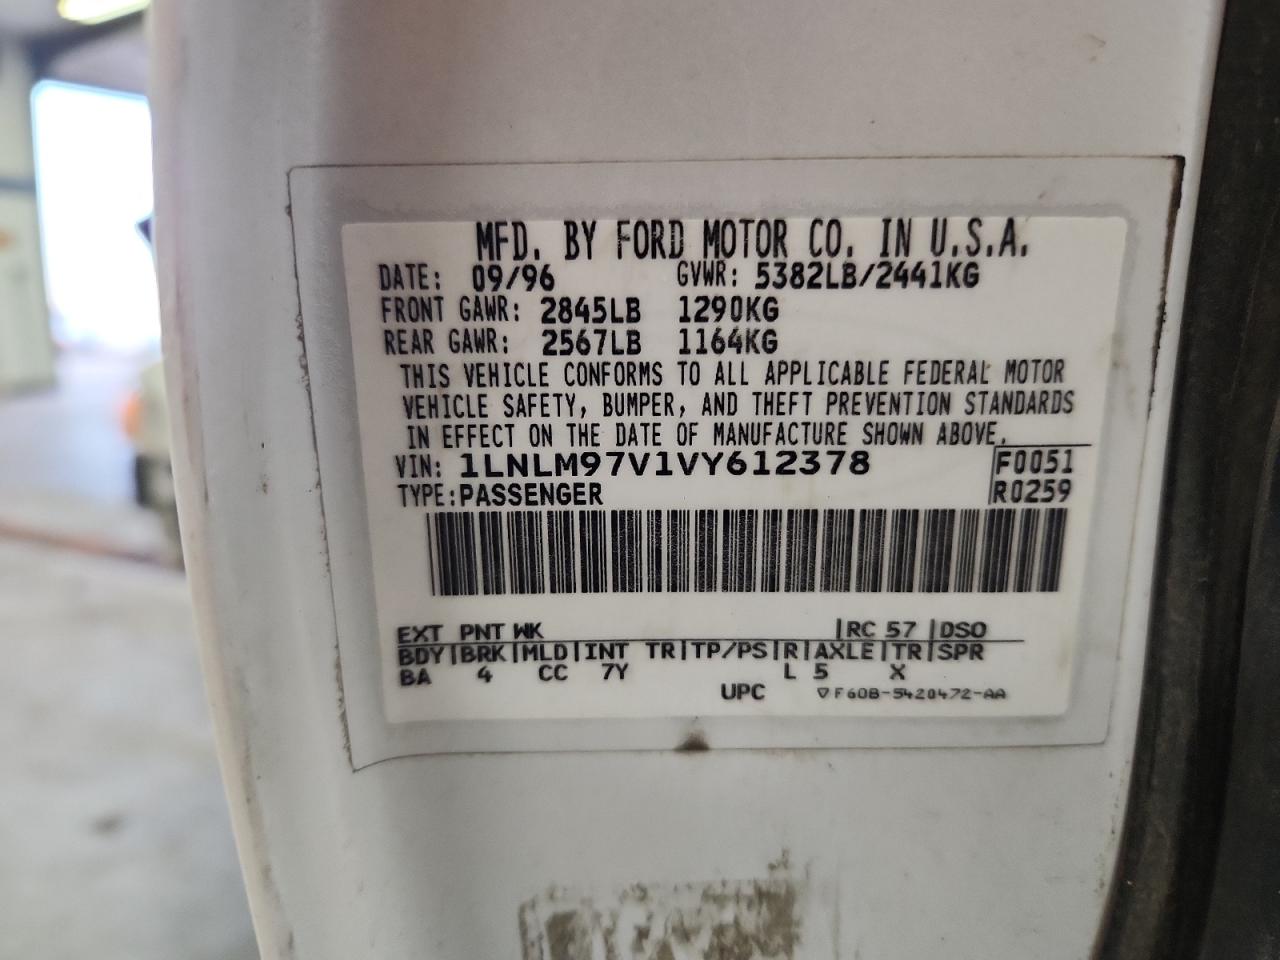 MFD. BY FORD MOTOR CO. IN U.S.A.
DATE: 09/96 GVWR: 5382LB/2441KG
FRONT GAWR: 2845LB 1290KG
REAR GAWR: 2567LB 1164KG
THIS VEHICLE CONFORMS TO ALL APPLICABLE FEDERAL MOTOR
VEHICLE SAFETY, BUMPER, AND THEFT PREVENTION STANDARDS
IN EFFECT ON THE DATE OF MANUFACTURE SHOWN ABOVE.
VIN: 1LNLM97V1VY612378 F0051
TYPE: PASSENGER R0259
EXT PNT WK |RC 57 |DSO
BDY|BRK|MLD|INT TR|TP/PS|R|AXLE|TR|SPR
BA 4 CC 7Y L 5 X
UPC ▽F60B-5420472-AA